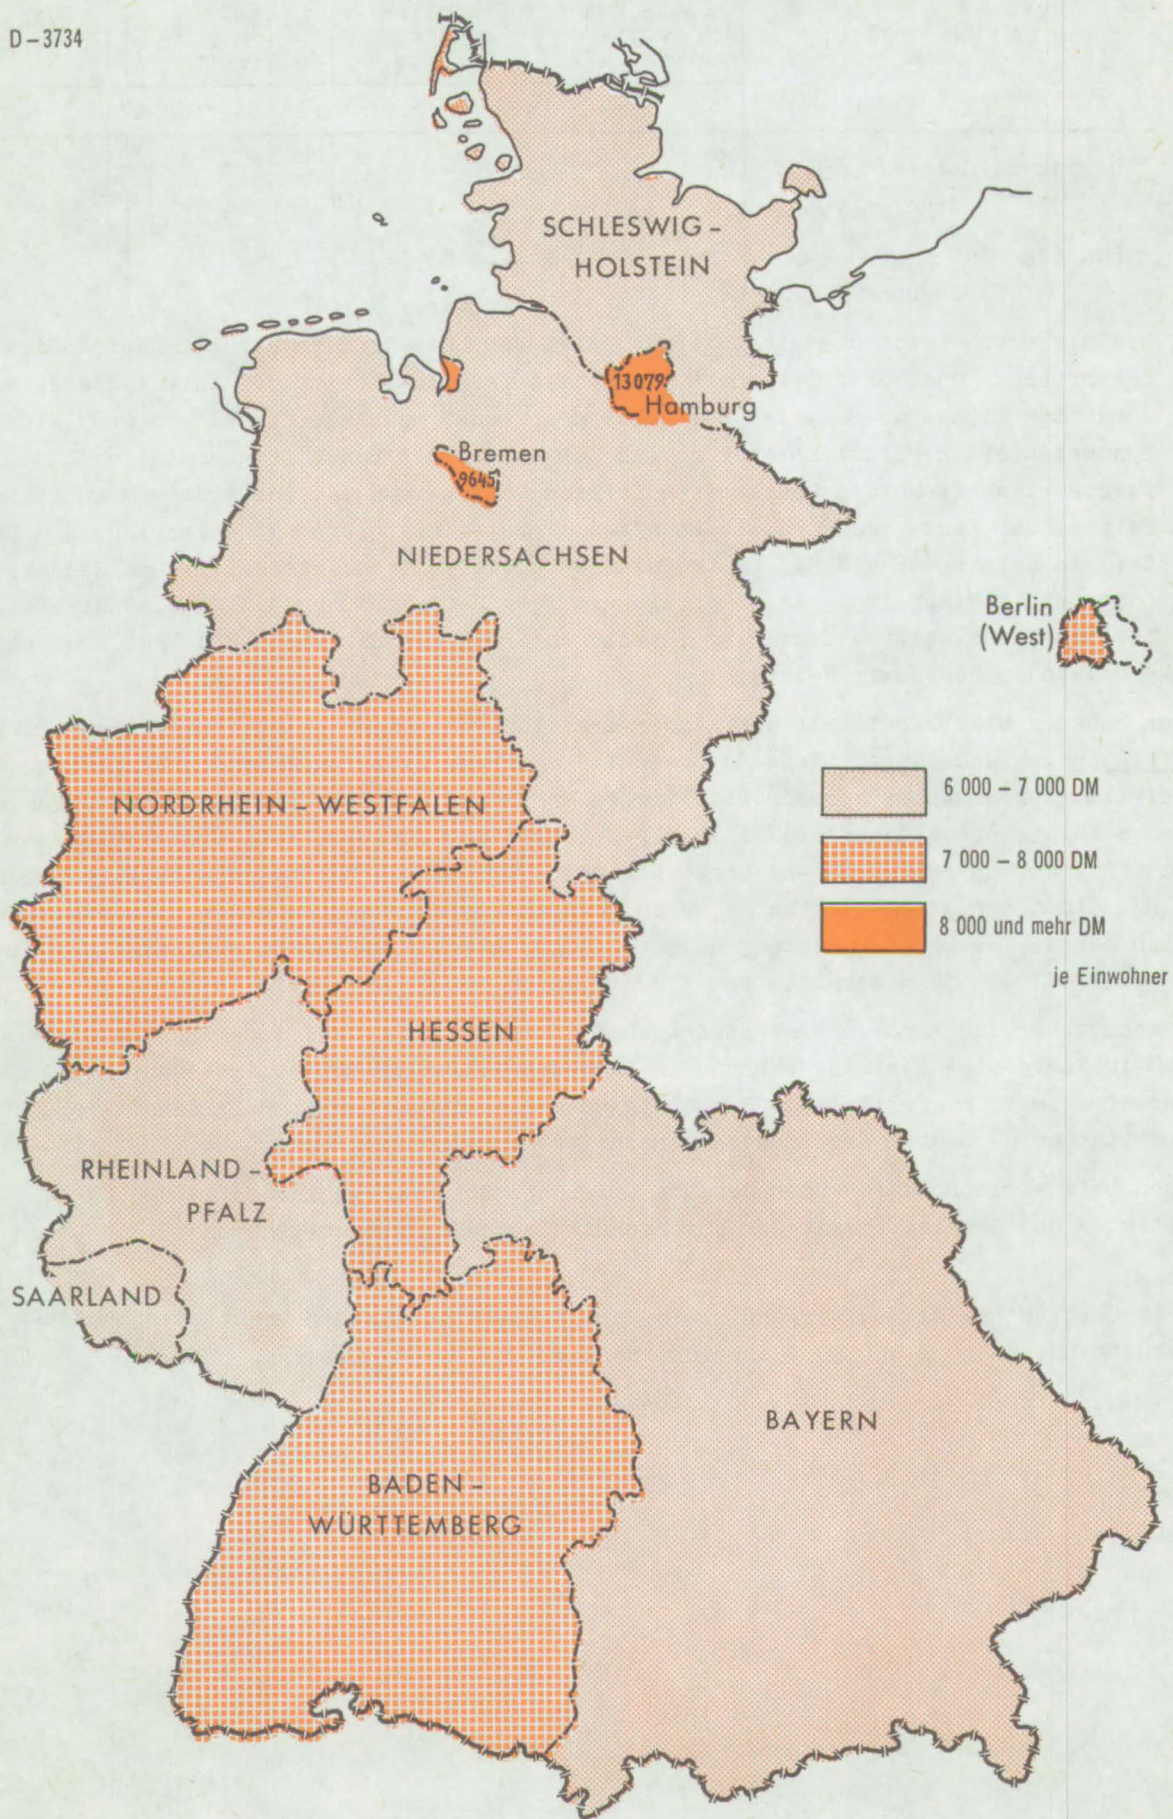 D-3734
SCHLESWIG-
HOLSTEIN
13079
Hamburg
Bremen
9645
NIEDERSACHSEN
Berlin
(West)
6 000 – 7 000 DM
NORDRHEIN – WESTFALEN
7 000 – 8 000 DM
8 000 und mehr DM
je Einwohner
HESSEN
RHEINLAND-
PFALZ
SAARLAND
BAYERN
BADEN-
WÜRTTEMBERG